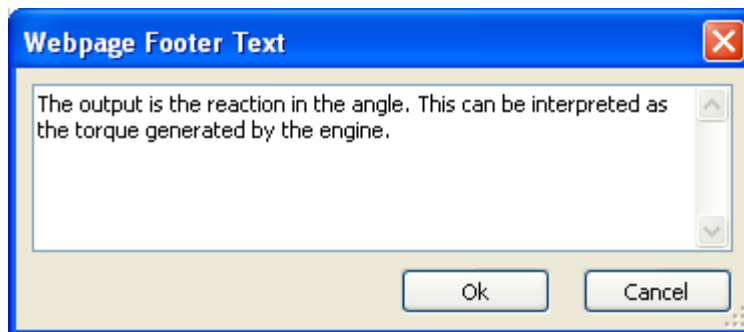 Webpage Footer Text
The output is the reaction in the angle. This can be interpreted as
the torque generated by the engine.
Ok
Cancel